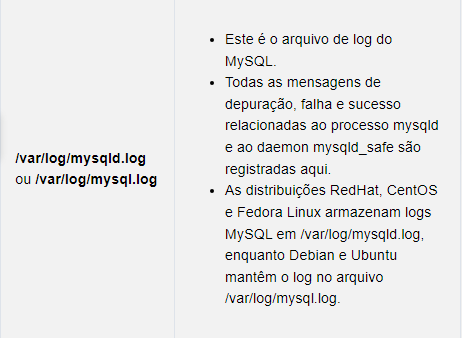 /var/log/mysqld.log
ou /var/log/mysql.log
• Este é o arquivo de log do
MySQL.
• Todas as mensagens de
depuração, falha e sucesso
relacionadas ao processo mysqld
e ao daemon mysqld_safe são
registradas aqui.
• As distribuições RedHat, CentOS
e Fedora Linux armazenam logs
MySQL em /var/log/mysqld.log,
enquanto Debian e Ubuntu
mantêm o log no arquivo
/var/log/mysql.log.